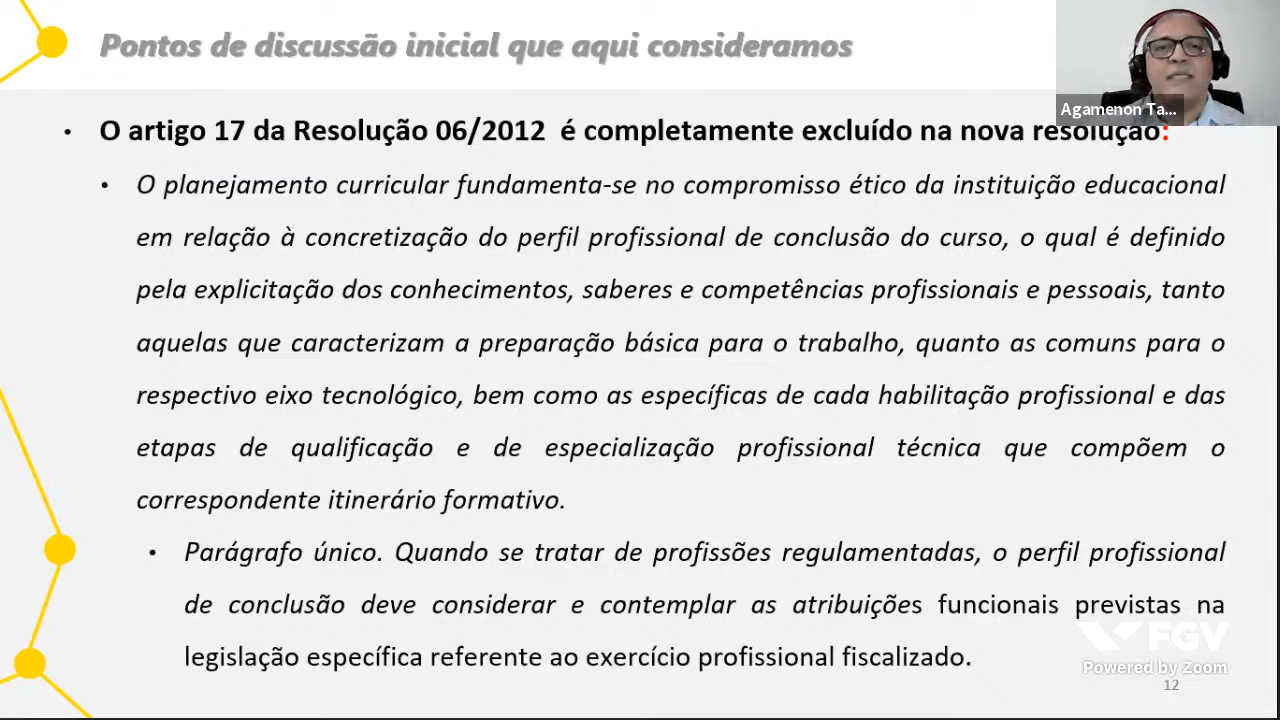 Pontos de discussão inicial que aqui consideramos
Agamenon Ta...
• O artigo 17 da Resolução 06/2012 é completamente excluído na nova resolução:
• O planejamento curricular fundamenta-se no compromisso ético da instituição educacional
em relação à concretização do perfil profissional de conclusão do curso, o qual é definido
pela explicitação dos conhecimentos, saberes e competências profissionais e pessoais, tanto
aquelas que caracterizam a preparação básica para o trabalho, quanto as comuns para o
respectivo eixo tecnológico, bem como as específicas de cada habilitação profissional e das
etapas de qualificação e de especialização profissional técnica que compõem o
correspondente itinerário formativo.
• Parágrafo único. Quando se tratar de profissões regulamentadas, o perfil profissional
de conclusão deve considerar e contemplar as atribuições funcionais previstas na
legislação específica referente ao exercício profissional fiscalizado.
FGV
Powered by Zoom
12